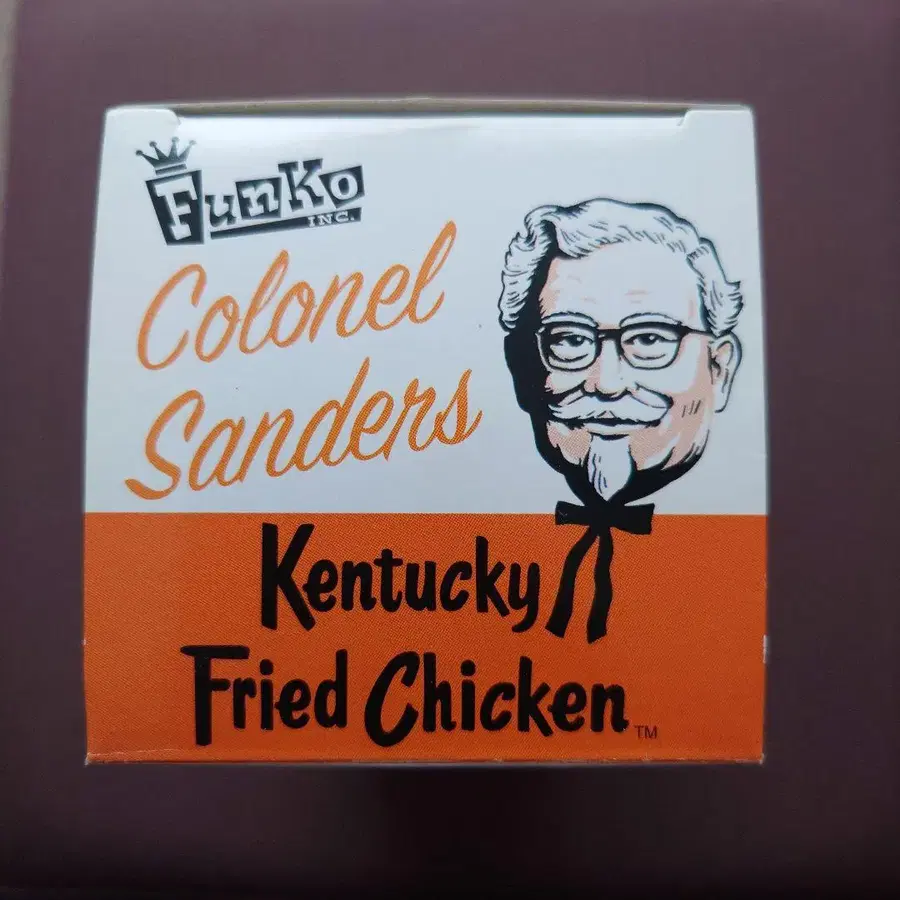 Funko
INC.
Colonel
Sanders
Kentucky
Fried Chicken TM